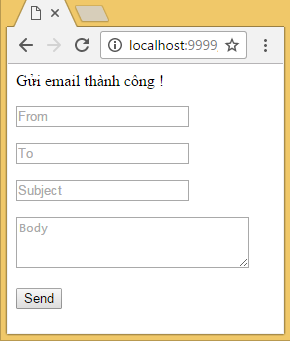 localhost:9999
Gửi email thành công !
From
To
Subject
Body
Send